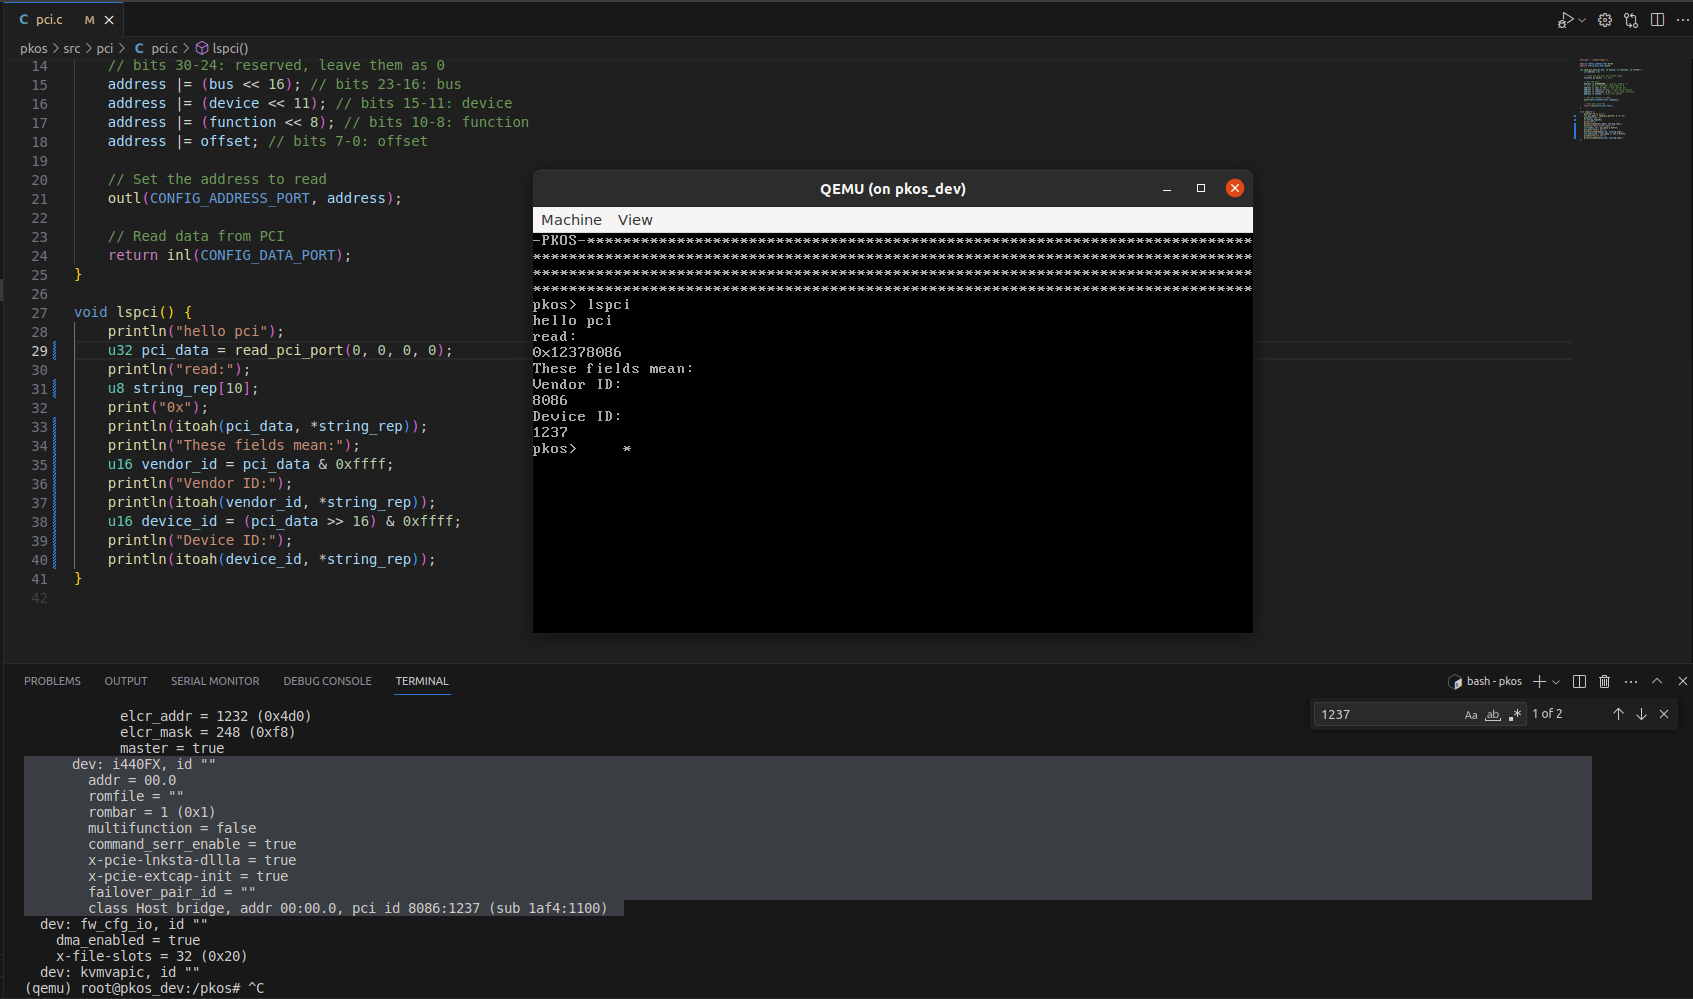 C pci.c M ×
pkos > src > pci > C pci.c > lspci()
14 // bits 30-24: reserved, leave them as 0
15 address |= (bus << 16); // bits 23-16: bus
16 address |= (device << 11); // bits 15-11: device
17 address |= (function << 8); // bits 10-8: function
18 address |= offset; // bits 7-0: offset
19
20 // Set the address to read
21 outl(CONFIG_ADDRESS_PORT, address);
22
23 // Read data from PCI
24 return inl(CONFIG_DATA_PORT);
25 }
26
27 void lspci() {
28 println("hello pci");
29 u32 pci_data = read_pci_port(0, 0, 0, 0);
30 println("read:");
31 u8 string_rep[10];
32 print("0x");
33 println(itoah(pci_data, *string_rep));
34 println("These fields mean:");
35 u16 vendor_id = pci_data & 0xffff;
36 println("Vendor ID:");
37 println(itoah(vendor_id, *string_rep));
38 u16 device_id = (pci_data >> 16) & 0xffff;
39 println("Device ID:");
40 println(itoah(device_id, *string_rep));
41 }
42
QEMU (on pkos_dev)
Machine View
-PKOS-**************************************************************************
********************************************************************************
********************************************************************************
********************************************************************************
pkos> lspci
hello pci
read:
0x12378086
These fields mean:
Vendor ID:
8086
Device ID:
1237
pkos> *
PROBLEMS OUTPUT SERIAL MONITOR DEBUG CONSOLE TERMINAL
bash - pkos
1237 Aa ab .* 1 of 2
elcr_addr = 1232 (0x4d0)
elcr_mask = 248 (0xf8)
master = true
dev: i440FX, id ""
addr = 00.0
romfile = ""
rombar = 1 (0x1)
multifunction = false
command_serr_enable = true
x-pcie-lnksta-dllla = true
x-pcie-extcap-init = true
failover_pair_id = ""
class Host bridge, addr 00:00.0, pci id 8086:1237 (sub 1af4:1100)
dev: fw_cfg_io, id ""
dma_enabled = true
x-file-slots = 32 (0x20)
dev: kvmvapic, id ""
(qemu) root@pkos_dev:/pkos# ^C